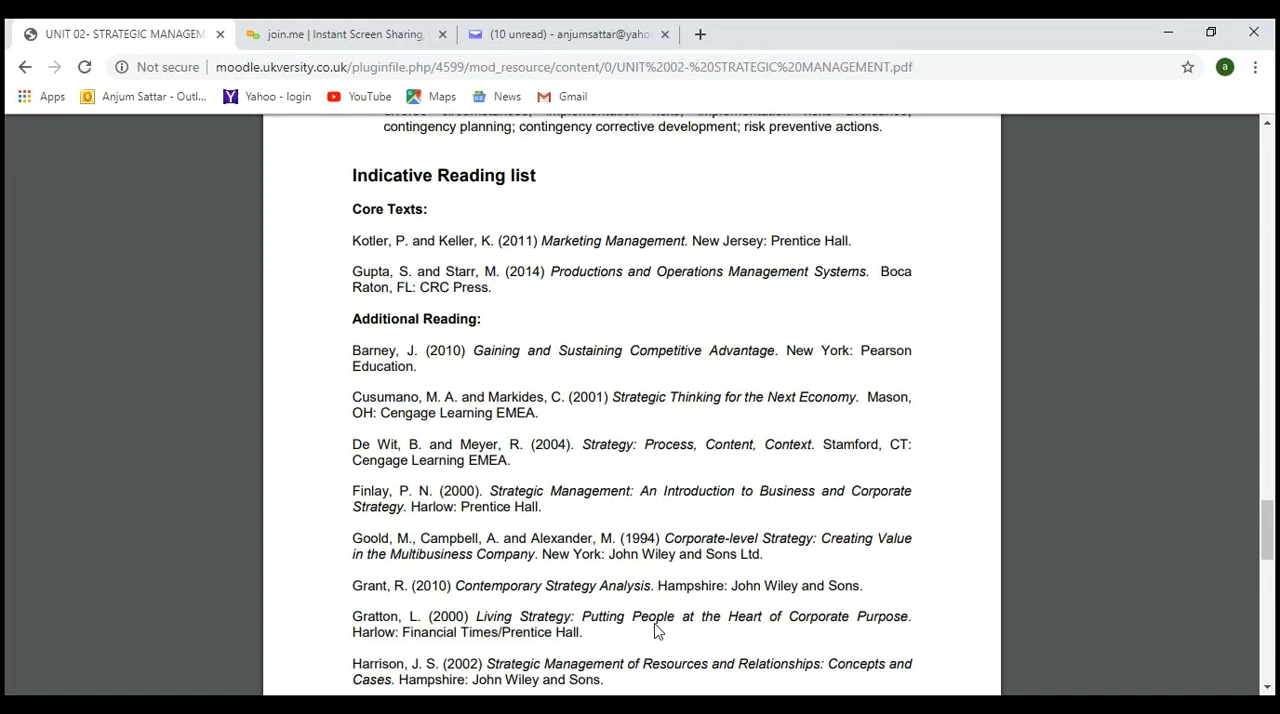 UNIT 02- STRATEGIC MANAGEM
join.me | Instant Screen Sharing,
(10 unread) - anjumsattar@yaho
Not secure | moodle.ukversity.co.uk/pluginfile.php/4599/mod_resource/content/0/UNIT%2002-%20STRATEGIC%20MANAGEMENT.pdf
a
Apps
Anjum Sattar - Outl...
Yahoo - login
YouTube
Maps
News
Gmail
diverse circumstances; implementation risks; implementation risks avoidance;
contingency planning; contingency corrective development; risk preventive actions.
Indicative Reading list
Core Texts:
Kotler, P. and Keller, K. (2011) Marketing Management. New Jersey: Prentice Hall.
Gupta, S. and Starr, M. (2014) Productions and Operations Management Systems. Boca
Raton, FL: CRC Press.
Additional Reading:
Barney, J. (2010) Gaining and Sustaining Competitive Advantage. New York: Pearson
Education.
Cusumano, M. A. and Markides, C. (2001) Strategic Thinking for the Next Economy. Mason,
OH: Cengage Learning EMEA.
De Wit, B. and Meyer, R. (2004). Strategy: Process, Content, Context. Stamford, CT:
Cengage Learning EMEA.
Finlay, P. N. (2000). Strategic Management: An Introduction to Business and Corporate
Strategy. Harlow: Prentice Hall.
Goold, M., Campbell, A. and Alexander, M. (1994) Corporate-level Strategy: Creating Value
in the Multibusiness Company. New York: John Wiley and Sons Ltd.
Grant, R. (2010) Contemporary Strategy Analysis. Hampshire: John Wiley and Sons.
Gratton, L. (2000) Living Strategy: Putting People at the Heart of Corporate Purpose.
Harlow: Financial Times/Prentice Hall.
Harrison, J. S. (2002) Strategic Management of Resources and Relationships: Concepts and
Cases. Hampshire: John Wiley and Sons.